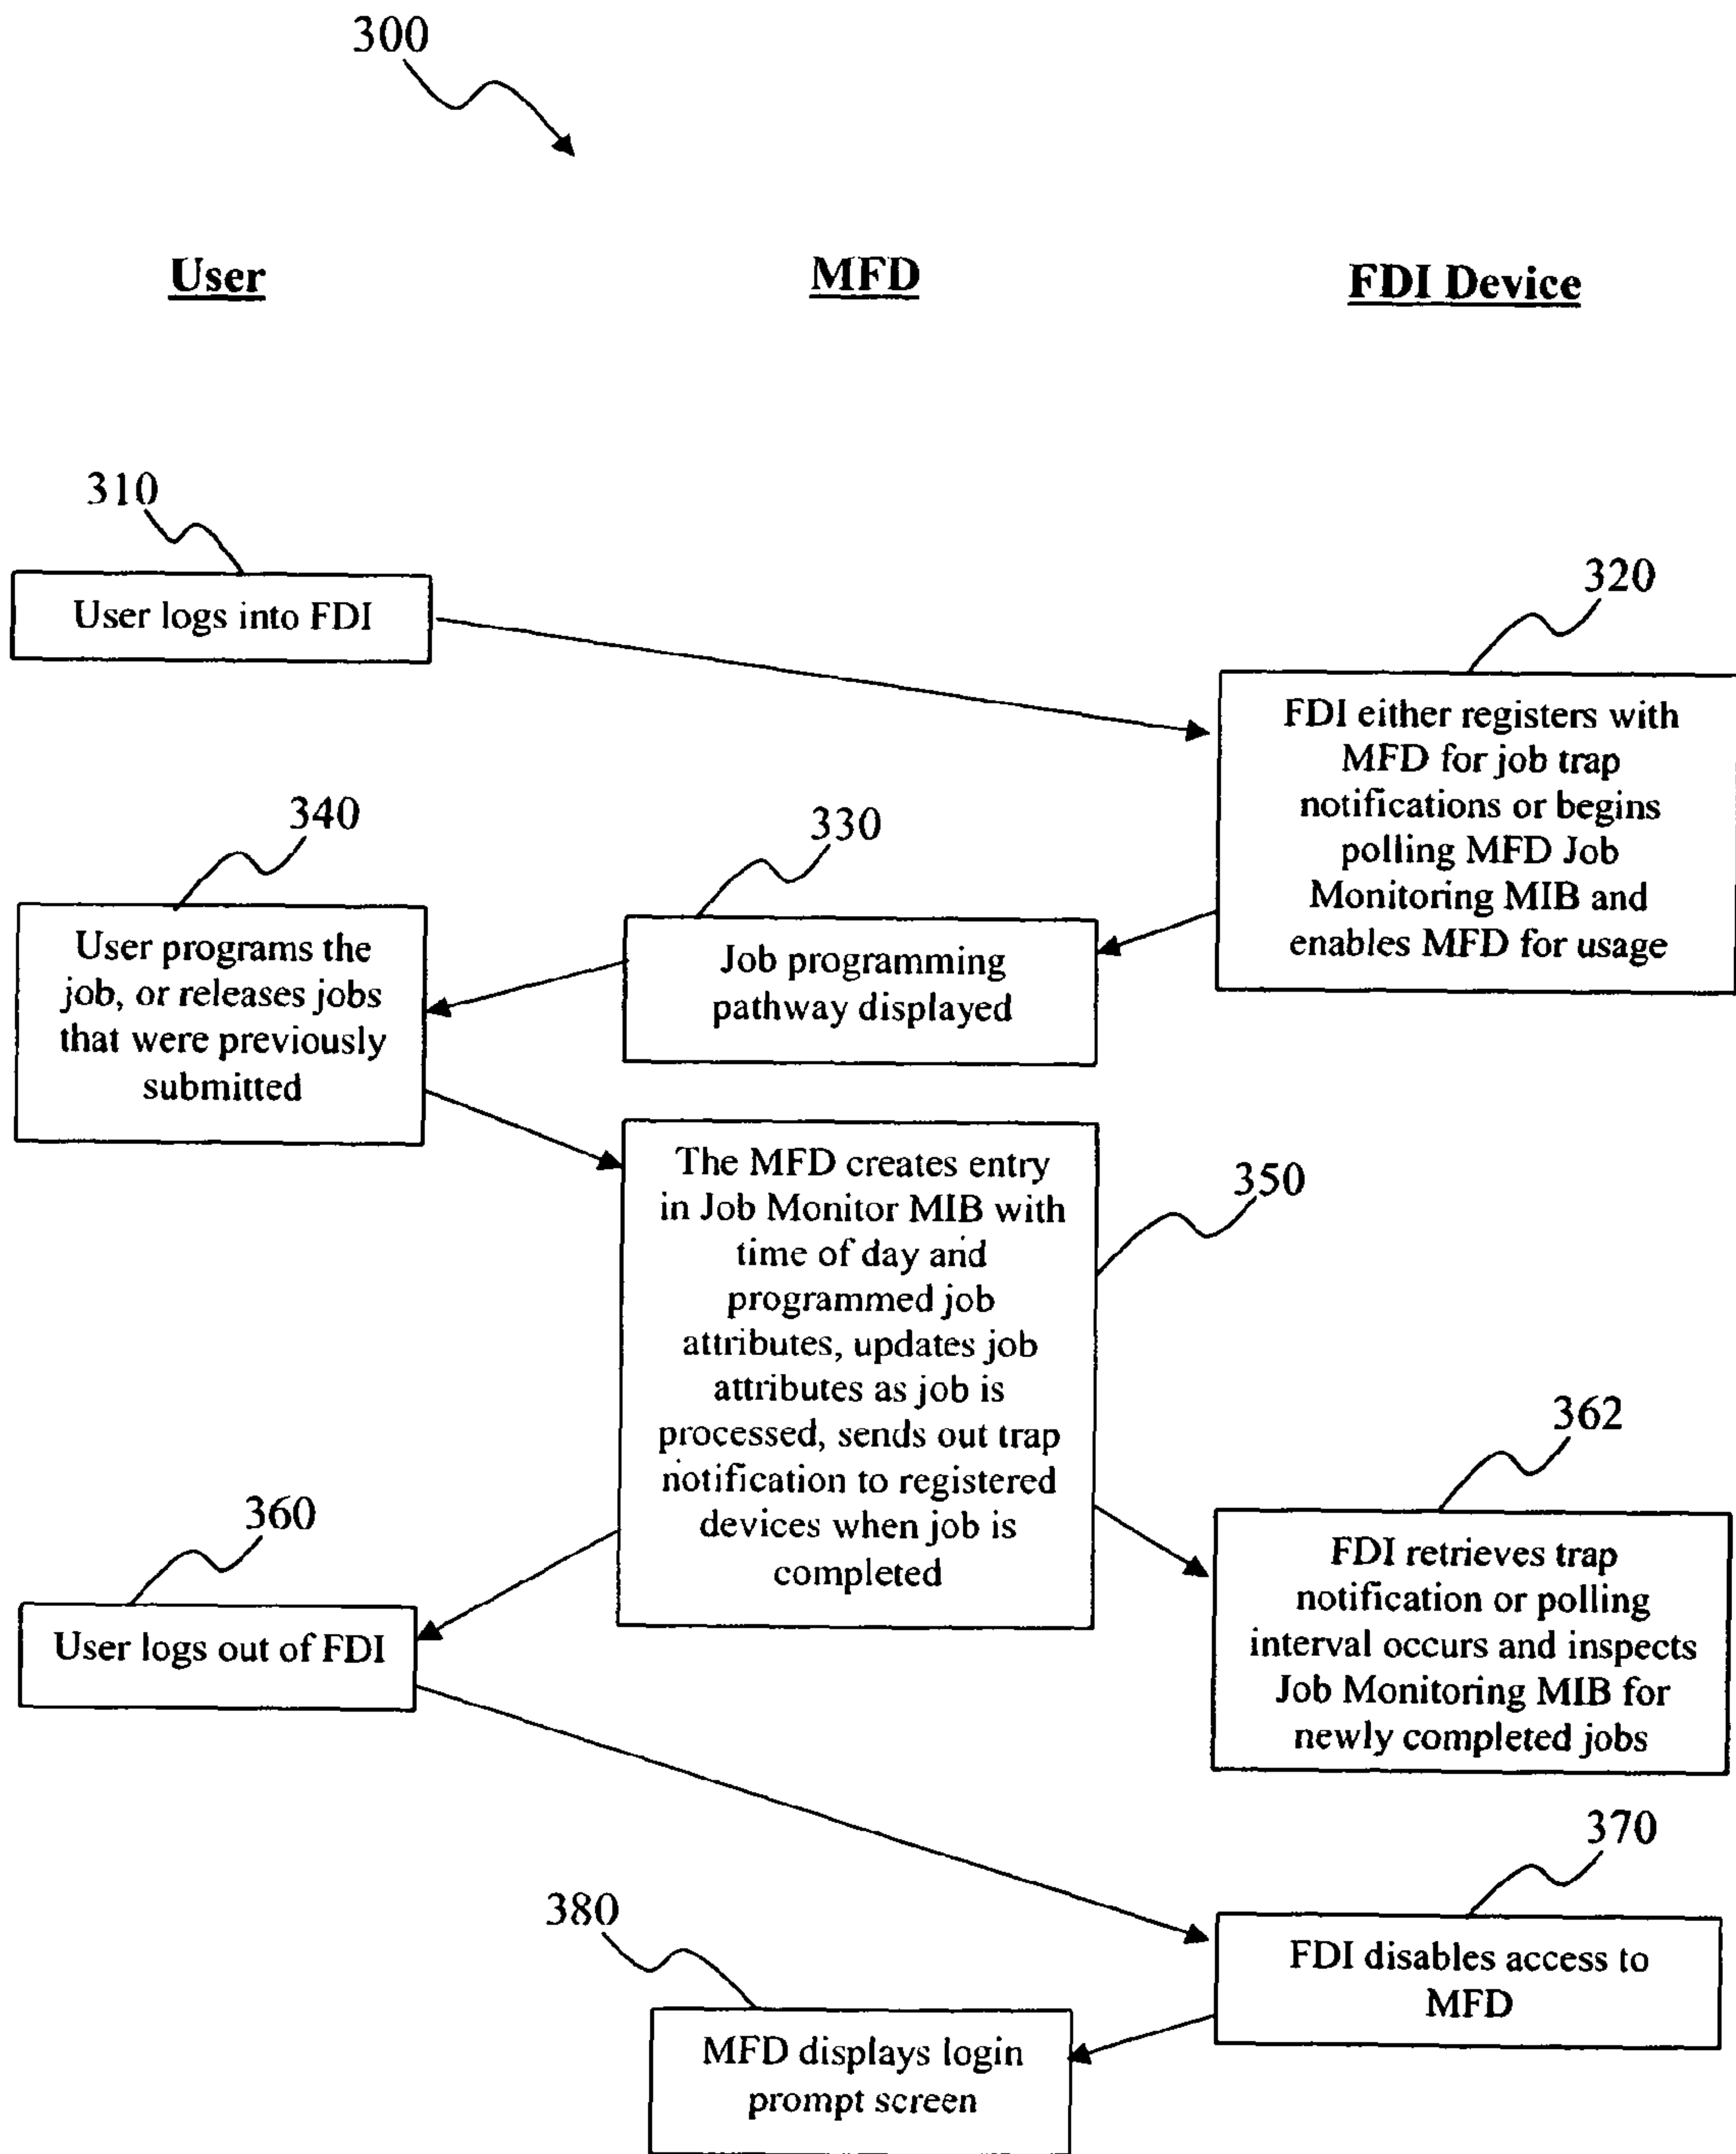 300
User
MFD
FDI Device
310
User logs into FDI
320
FDI either registers with
MFD for job trap
notifications or begins
polling MFD Job
Monitoring MIB and
enables MFD for usage
330
Job programming
pathway displayed
340
User programs the
job, or releases jobs
that were previously
submitted
350
The MFD creates entry
in Job Monitor MIB with
time of day and
programmed job
attributes, updates job
attributes as job is
processed, sends out trap
notification to registered
devices when job is
completed
360
User logs out of FDI
362
FDI retrieves trap
notification or polling
interval occurs and inspects
Job Monitoring MIB for
newly completed jobs
370
FDI disables access to
MFD
380
MFD displays login
prompt screen